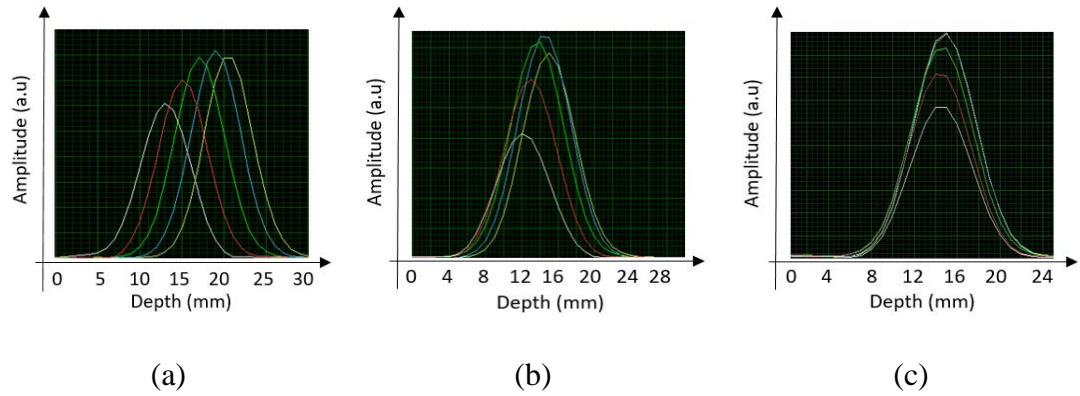 Amplitude (a.u)
0 5 10 15 20 25 30
Depth (mm)
(a)
Amplitude (a.u)
0 4 8 12 16 20 24 28
Depth (mm)
(b)
Amplitude (a.u)
0 4 8 12 16 20 24
Depth (mm)
(c)